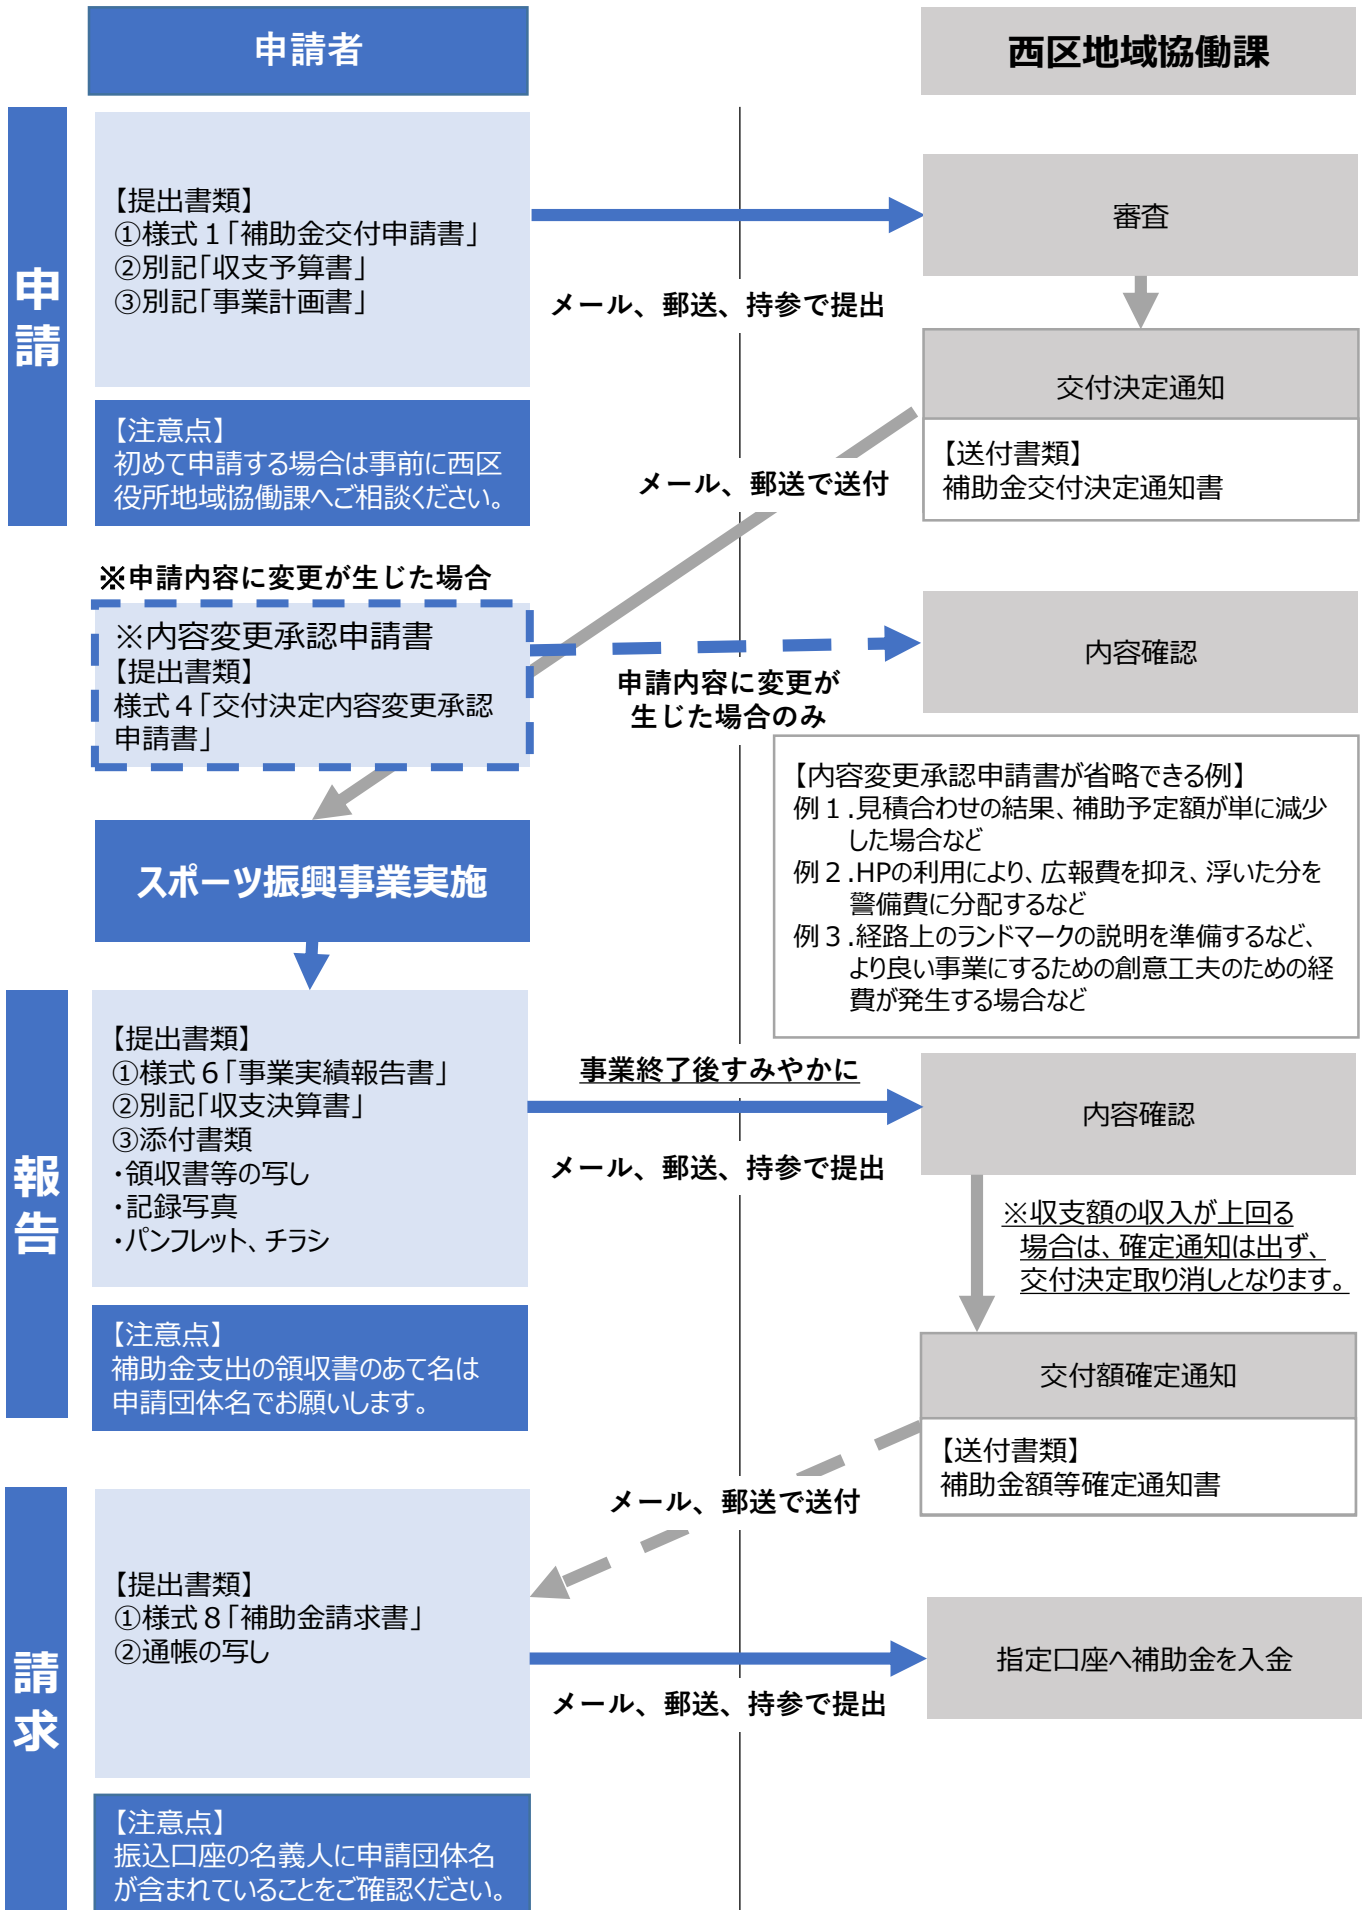 申請者
西区地域協働課
申請
【提出書類】
①様式１「補助金交付申請書」
②別記「収支予算書」
③別記「事業計画書」
メール、郵送、持参で提出
審査
交付決定通知
【送付書類】
補助金交付決定通知書
メール、郵送で送付
【注意点】
初めて申請する場合は事前に西区
役所地域協働課へご相談ください。
※申請内容に変更が生じた場合
※内容変更承認申請書
【提出書類】
様式４「交付決定内容変更承認
申請書」
申請内容に変更が
生じた場合のみ
内容確認
【内容変更承認申請書が省略できる例】
例１.見積合わせの結果、補助予定額が単に減少
した場合など
例２.HPの利用により、広報費を抑え、浮いた分を
警備費に分配するなど
例３.経路上のランドマークの説明を準備するなど、
より良い事業にするための創意工夫のための経
費が発生する場合など
スポーツ振興事業実施
報告
【提出書類】
①様式６「事業実績報告書」
②別記「収支決算書」
③添付書類
・領収書等の写し
・記録写真
・パンフレット、チラシ
事業終了後すみやかに
メール、郵送、持参で提出
内容確認
※収支額の収入が上回る
場合は、確定通知は出ず、
交付決定取り消しとなります。
【注意点】
補助金支出の領収書のあて名は
申請団体名でお願いします。
交付額確定通知
【送付書類】
補助金額等確定通知書
メール、郵送で送付
請求
【提出書類】
①様式８「補助金請求書」
②通帳の写し
メール、郵送、持参で提出
指定口座へ補助金を入金
【注意点】
振込口座の名義人に申請団体名
が含まれていることをご確認ください。